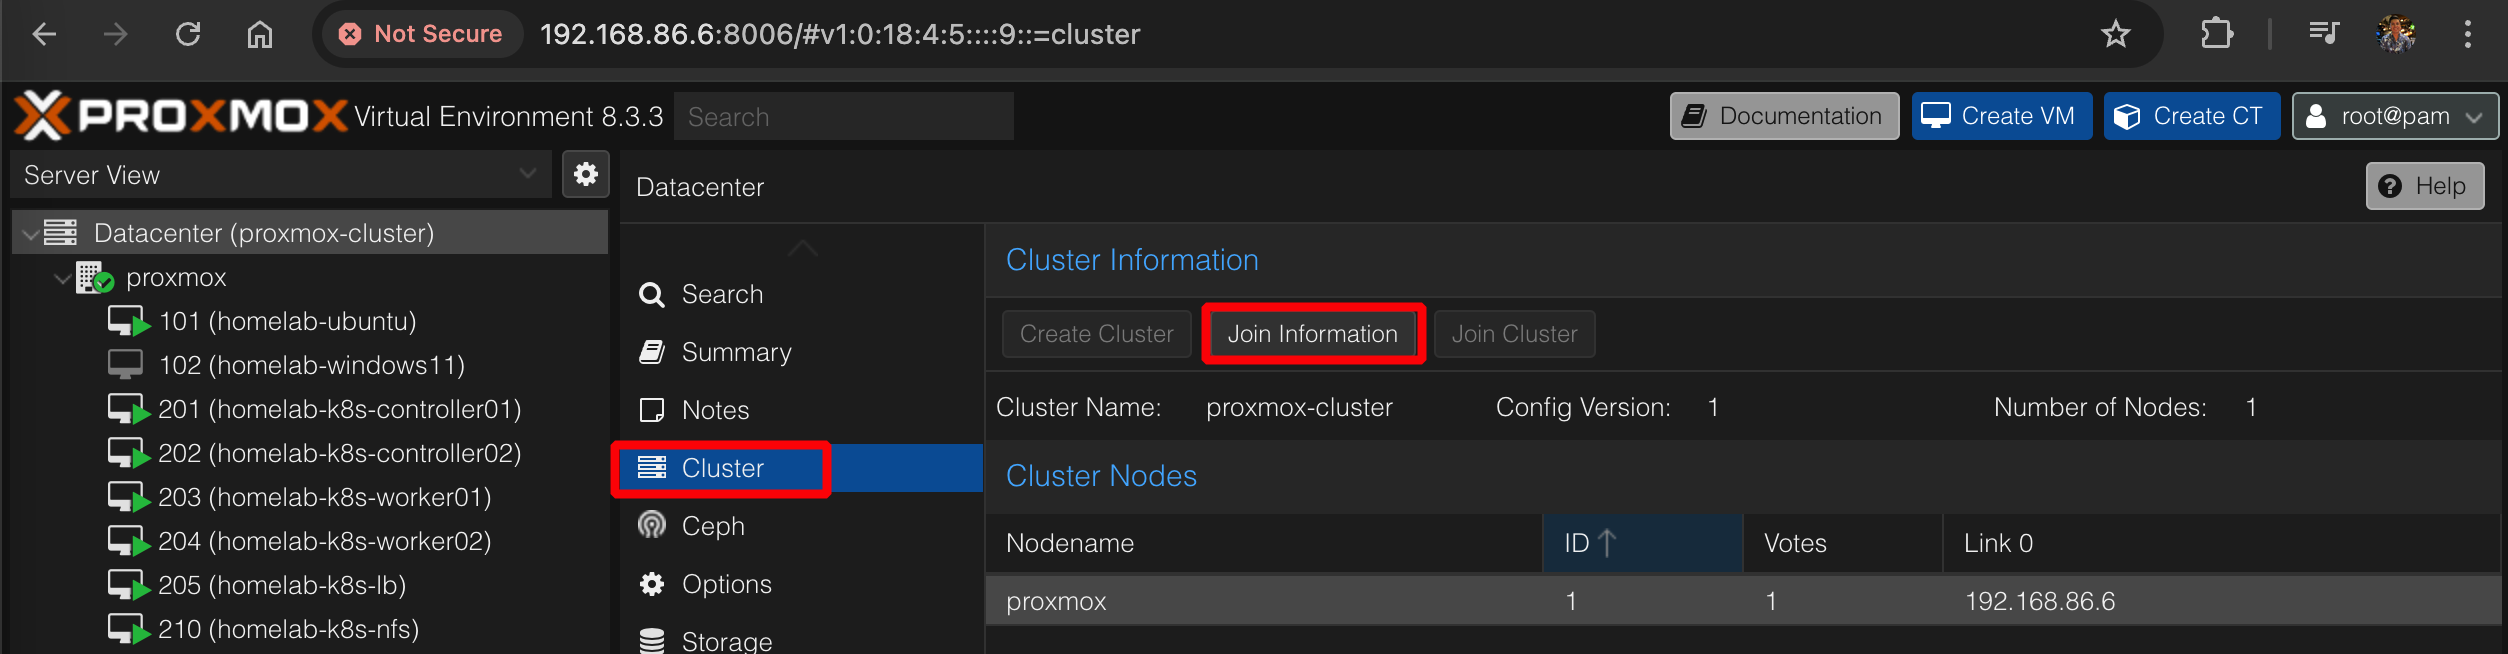 Not Secure 192.168.86.6:8006/#v1:0:18:4:5::::9::=cluster
PROXMOX Virtual Environment 8.3.3 Search Documentation Create VM Create CT root@pam
Server View
Datacenter
Help
Datacenter (proxmox-cluster)
proxmox
101 (homelab-ubuntu)
102 (homelab-windows11)
201 (homelab-k8s-controller01)
202 (homelab-k8s-controller02)
203 (homelab-k8s-worker01)
204 (homelab-k8s-worker02)
205 (homelab-k8s-lb)
210 (homelab-k8s-nfs)
Search
Summary
Notes
Cluster
Ceph
Options
Storage
Cluster Information
Create Cluster Join Information Join Cluster
Cluster Name: proxmox-cluster Config Version: 1 Number of Nodes: 1
Cluster Nodes
Nodename ID Votes Link 0
proxmox 1 1 192.168.86.6